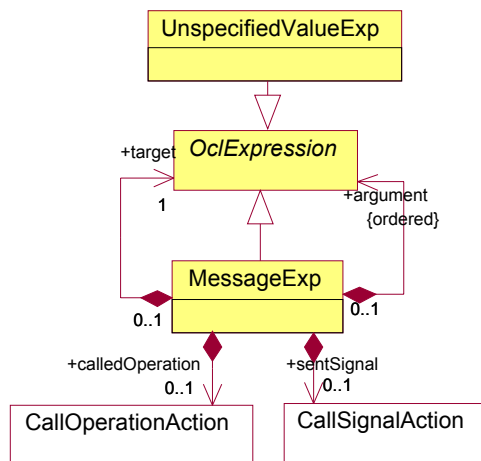 UnspecifiedValueExp
+target
OclExpression
1
+argument
{ordered}
MessageExp
0..1
0..1
+calledOperation
+sentSignal
0..1
0..1
CallOperationAction
CallSignalAction